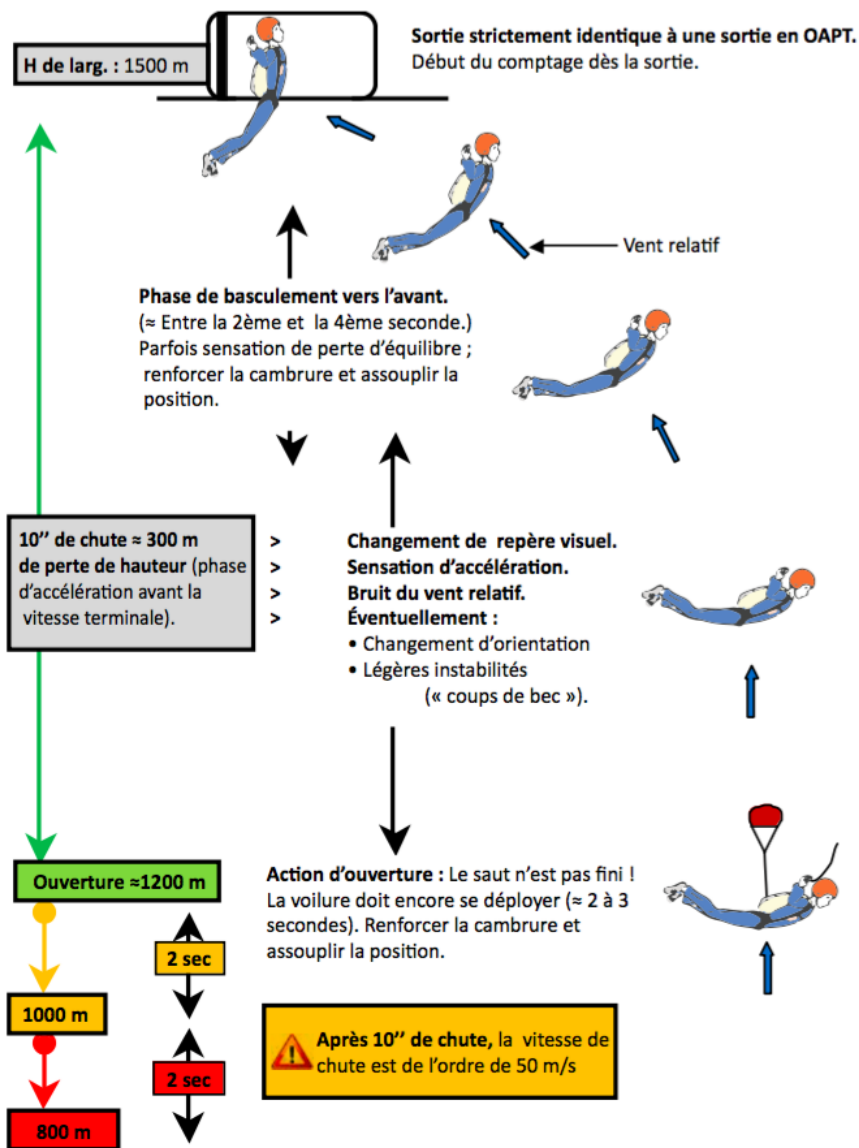 Sortie strictement identique à une sortie en OAPT.
Début du comptage dès la sortie.
H de larg. : 1500 m
Vent relatif
Phase de basculement vers l’avant.
(≈ Entre la 2ème et la 4ème seconde.)
Parfois sensation de perte d’équilibre ;
renforcer la cambrure et assouplir la
position.
10’’ de chute ≈ 300 m
de perte de hauteur (phase
d’accélération avant la
vitesse terminale).
> Changement de repère visuel.
> Sensation d’accélération.
> Bruit du vent relatif.
> Éventuellement :
• Changement d’orientation
• Légères instabilités
(« coups de bec »).
Ouverture ≈1200 m
Action d’ouverture : Le saut n’est pas fini !
La voilure doit encore se déployer (≈ 2 à 3
secondes). Renforcer la cambrure et
assouplir la position.
2 sec
1000 m
Après 10’’ de chute, la vitesse de
chute est de l’ordre de 50 m/s
2 sec
800 m